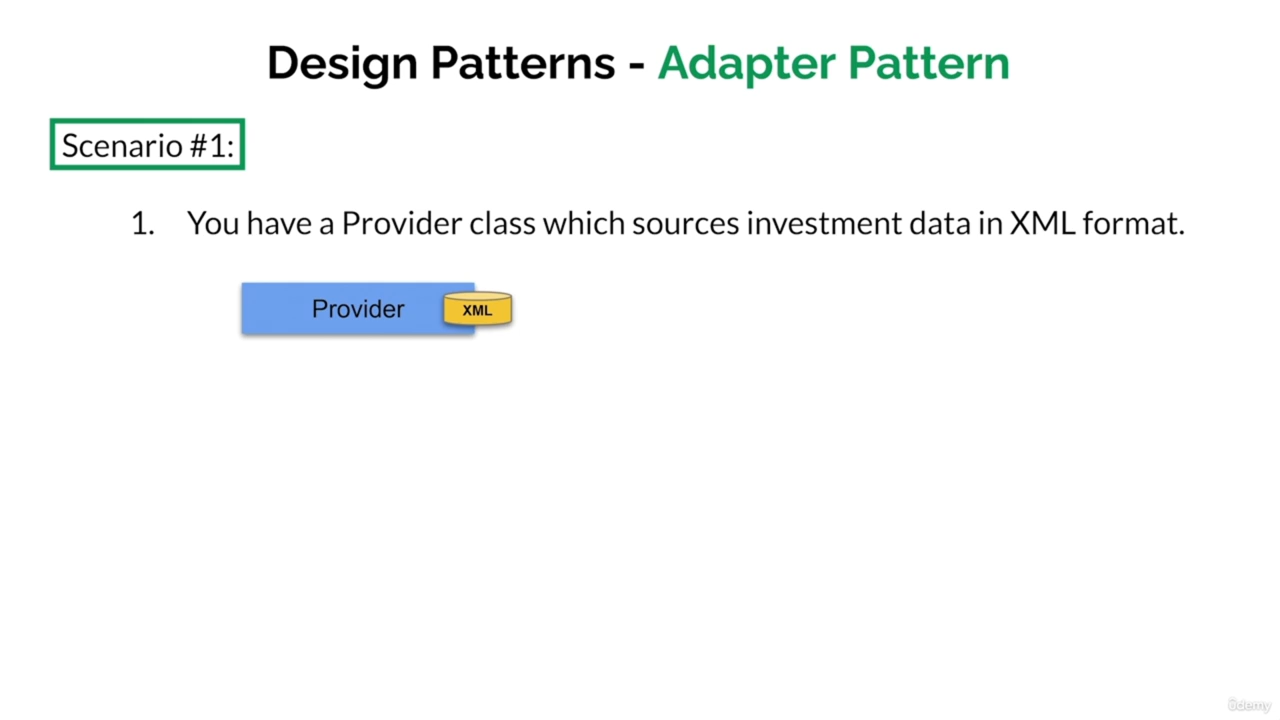 Design Patterns - Adapter Pattern
Scenario #1:
1. You have a Provider class which sources investment data in XML format.
Provider
XML
ûdemy